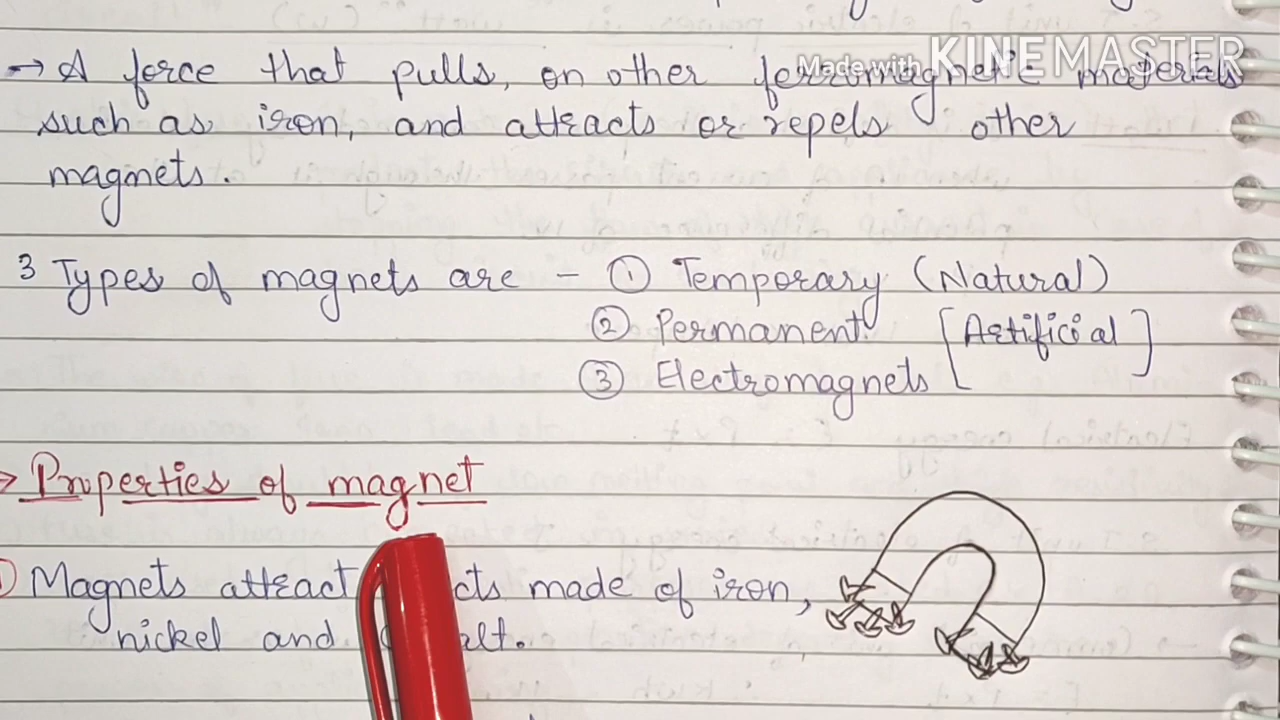 Made with KINEMASTER
→ A force that pulls, on other ferromagnetic materials
such as iron, and attracts or repels other
magnets.
3 Types of magnets are - ① Temporary (Natural)
② Permanent. [Artificial]
③ Electromagnets
→ Properties of magnet
① Magnets attract made of iron,
nickel and